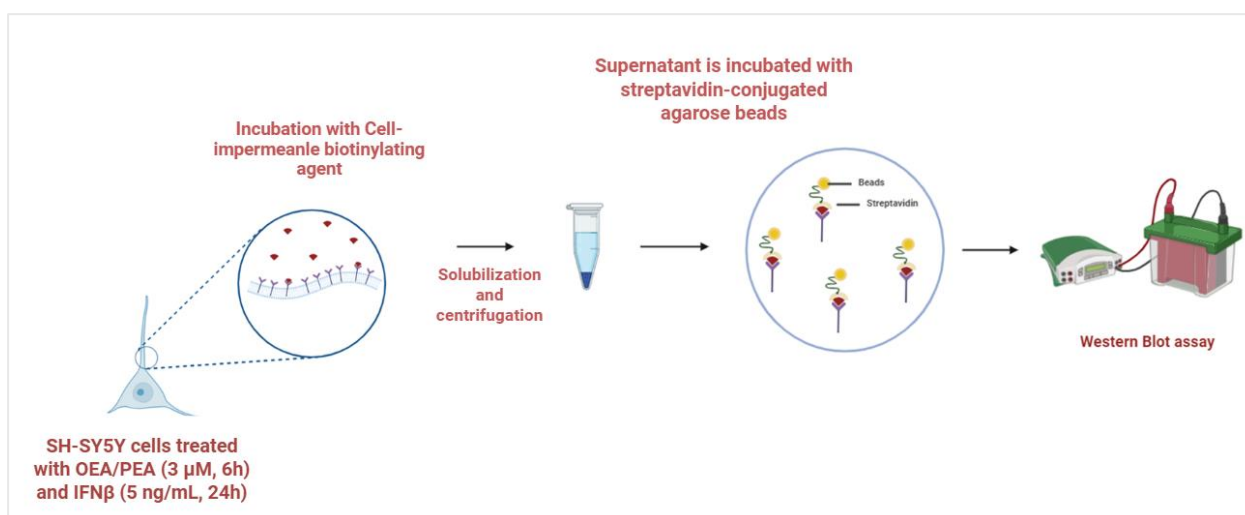 Supernatant is incubated with
streptavidin-conjugated
agarose beads
Incubation with Cell-
impermeanle biotinylating
agent
Beads
Streptavidin
Solubilization
and
centrifugation
Western Blot assay
SH-SY5Y cells treated
with OEA/PEA (3 µM, 6h)
and IFNβ (5 ng/mL, 24h)